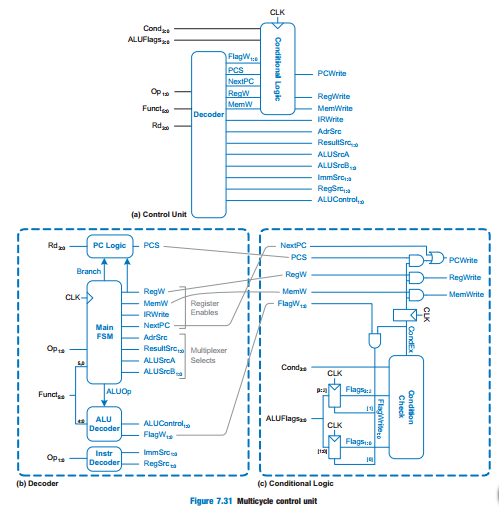 CLK
Cond3:0
ALUFlags3:0
FlagW1:0
PCS
NextPC
RegW
MemW
Conditional Logic
PCWrite
Op1:0
Funct5:0
Rd3:0
Decoder
RegWrite
MemWrite
IRWrite
AdrSrc
ResultSrc1:0
ALUSrcA
ALUSrcB1:0
ImmSrc1:0
RegSrc1:0
ALUControl1:0
(a) Control Unit
Rd3:0
PC Logic
PCS
Branch
CLK
Main FSM
RegW
MemW
IRWrite
NextPC
Register Enables
AdrSrc
ResultSrc1:0
ALUSrcA
ALUSrcB1:0
Multiplexer Selects
Op1:0
5,0
Funct5:0
ALUOp
4:0
ALU Decoder
ALUControl1:0
FlagW1:0
Op1:0
Instr Decoder
ImmSrc1:0
RegSrc1:0
(b) Decoder
NextPC
PCS
RegW
MemW
FlagW1:0
PCWrite
RegWrite
MemWrite
CLK
CondEx
Cond3:0
CLK
[3:2]
Flags3:2
[1]
FlagWrite1:0
Condition Check
ALUFlags3:0
CLK
[1:0]
Flags1:0
[0]
(c) Conditional Logic
Figure 7.31 Multicycle control unit